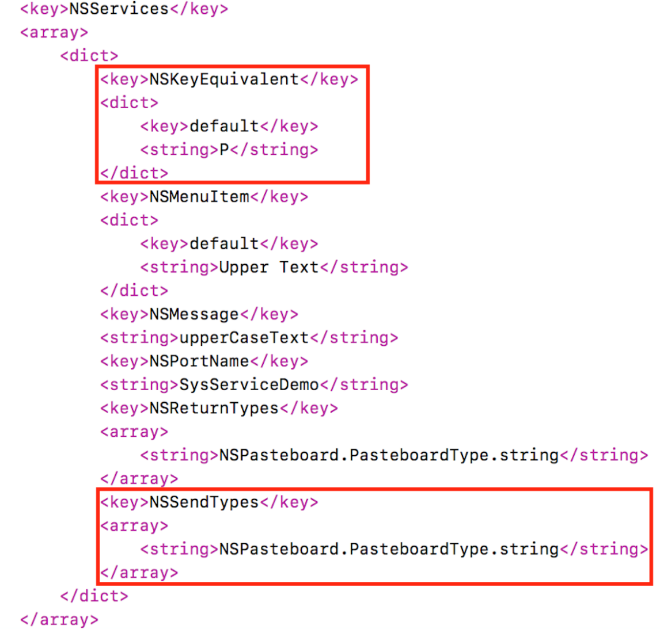 <key>NSServices</key>
<array>
<dict>
<key>NSKeyEquivalent</key>
<dict>
<key>default</key>
<string>P</string>
</dict>
<key>NSMenuItem</key>
<dict>
<key>default</key>
<string>Upper Text</string>
</dict>
<key>NSMessage</key>
<string>upperCaseText</string>
<key>NSPortName</key>
<string>SysServiceDemo</string>
<key>NSReturnTypes</key>
<array>
<string>NSPasteboard.PasteboardType.string</string>
</array>
<key>NSSendTypes</key>
<array>
<string>NSPasteboard.PasteboardType.string</string>
</array>
</dict>
</array>